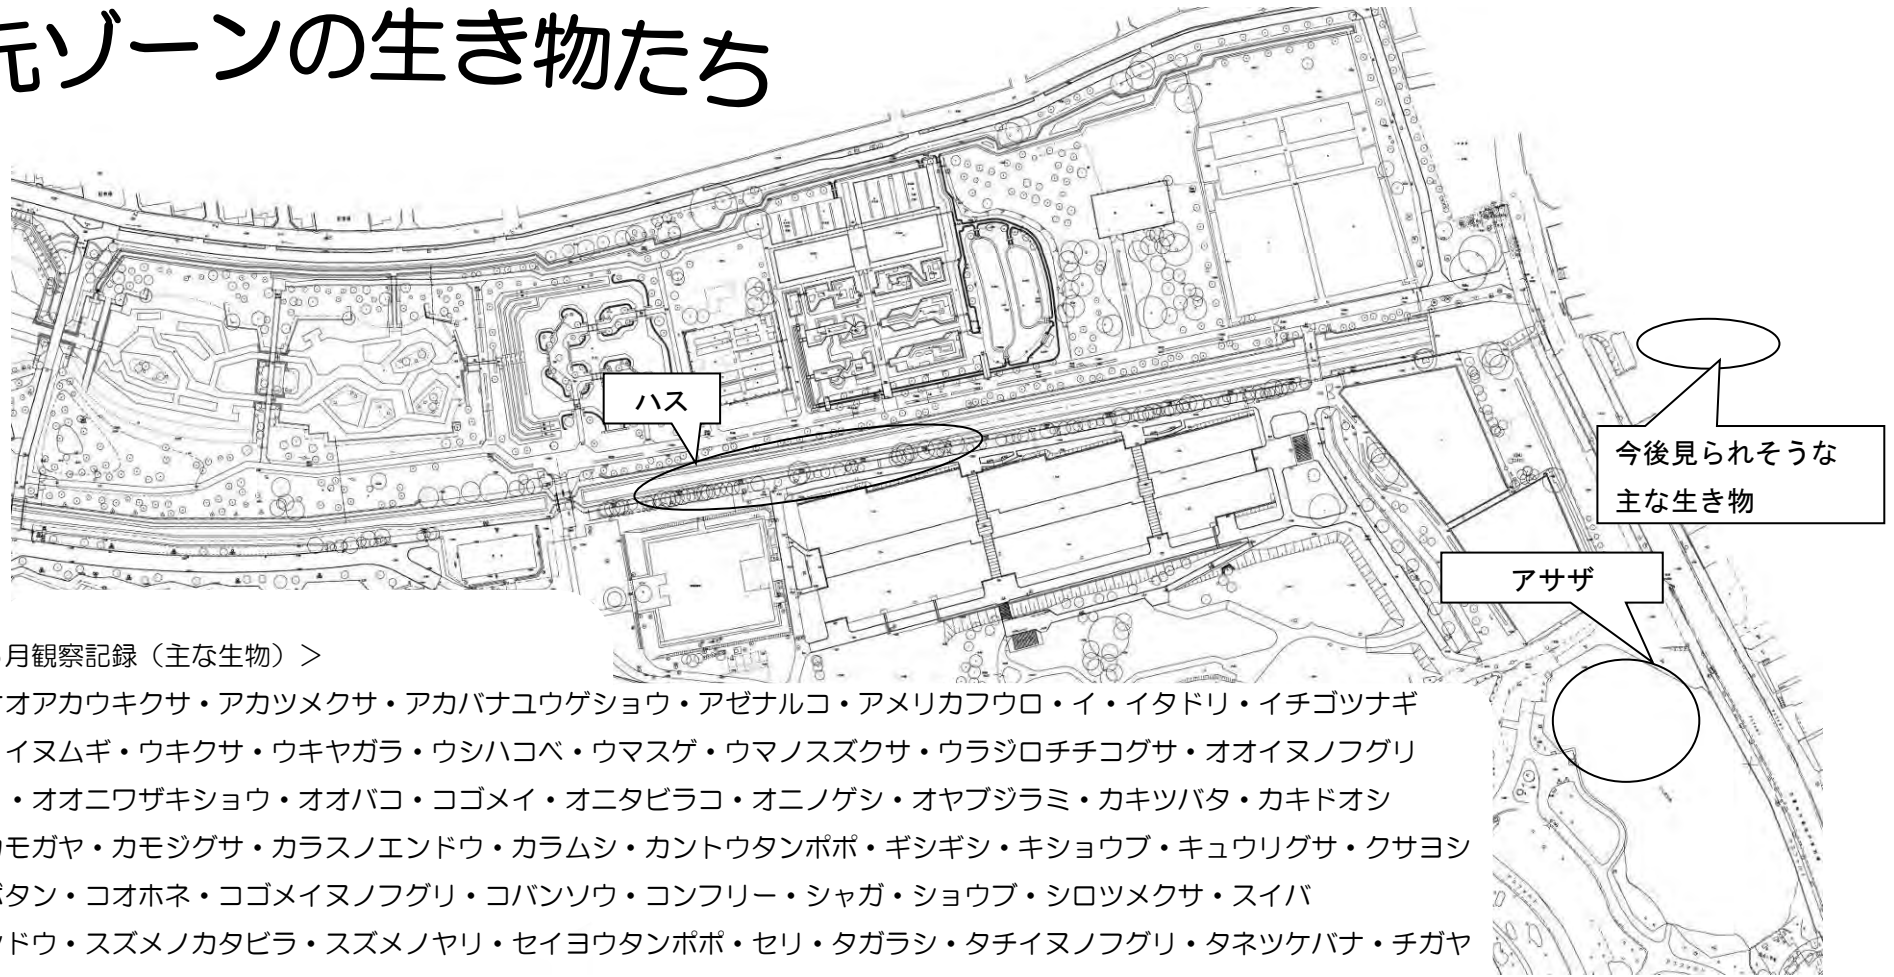 元ゾーンの生き物たち
ハス
今後見られそうな
主な生き物
アサザ
月観察記録（主な生物）＞
オオアカウキクサ・アカツメクサ・アカバナユウゲショウ・アゼナルコ・アメリカフウロ・イ・イタドリ・イチゴツナギ
イヌムギ・ウキクサ・ウキヤガラ・ウシハコベ・ウマスゲ・ウマノスズクサ・ウラジロチチコグサ・オオイヌノフグリ
・オオニワザキショウ・オオバコ・コゴメイ・オニタビラコ・オニノゲシ・オヤブジラミ・カキツバタ・カキドオシ
カモガヤ・カモジグサ・カラスノエンドウ・カラムシ・カントウタンポポ・ギシギシ・キショウブ・キュウリグサ・クサヨシ
ボタン・コオホネ・コゴメイヌノフグリ・コバンソウ・コンフリー・シャガ・ショウブ・シロツメクサ・スイバ
ンドウ・スズメノカタビラ・スズメノヤリ・セイヨウタンポポ・セリ・タガラシ・タチイヌノフグリ・タネツケバナ・チガヤ